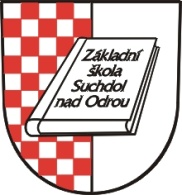 Základní
škola
Suchdol
nad Odrou